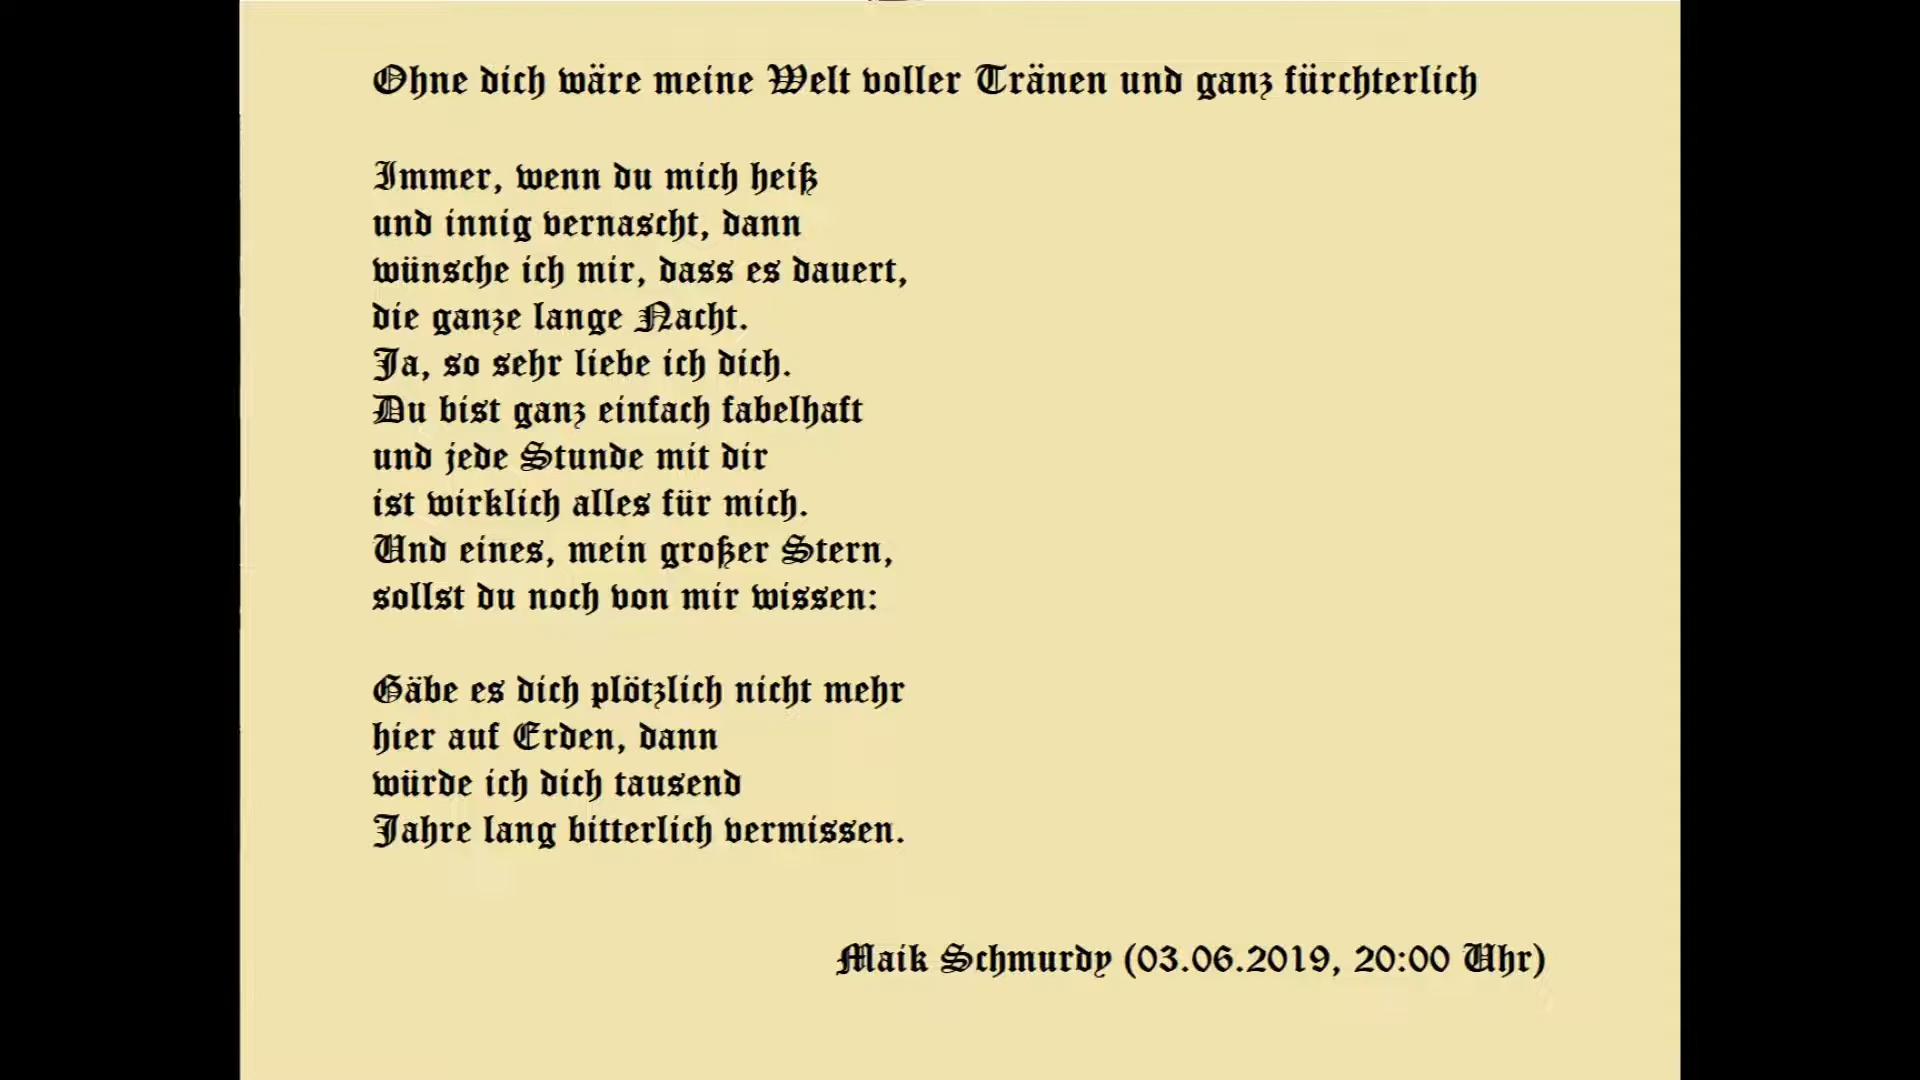 Ohne dich wäre meine Welt voller Tränen und ganz fürchterlich
Immer, wenn du mich heiß
und innig vernascht, dann
wünsche ich mir, dass es dauert,
die ganze lange Nacht.
Ja, so sehr liebe ich dich.
Du bist ganz einfach fabelhaft
und jede Stunde mit dir
ist wirklich alles für mich.
Und eines, mein großer Stern,
sollst du noch von mir wissen:
Gäbe es dich plötzlich nicht mehr
hier auf Erden, dann
würde ich dich tausend
Jahre lang bitterlich vermissen.
Maik Schmurdy (03.06.2019, 20:00 Uhr)